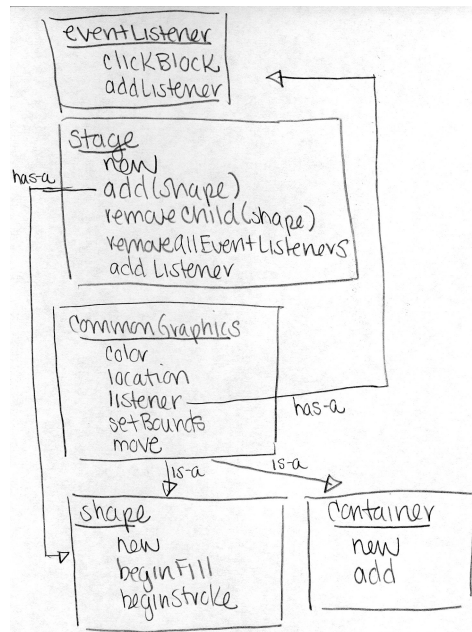 eventListener
clickBlock
addListener
stage
new
has-a
add(shape)
removeChild(shape)
removeallEventListeners
add Listener
CommonGraphics
color
location
listener
has-a
setBounds
move
is-a
is-a
shape
new
beginFill
beginStroke
Container
new
add